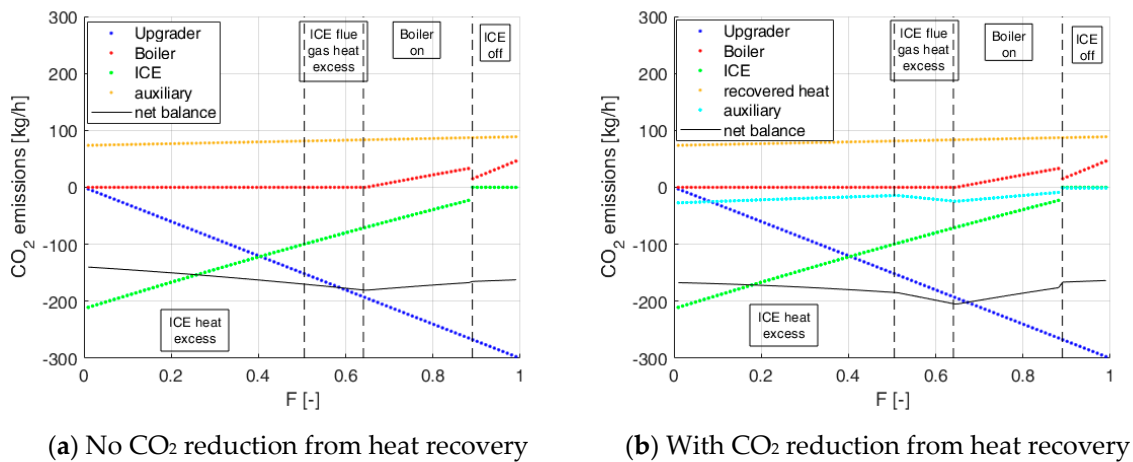 300
200
100
0
-100
-200
-300
CO2 emissions [kg/h]
Upgrader
Boiler
ICE
auxiliary
net balance
ICE flue
gas heat
excess
Boiler
on
ICE
off
ICE heat
excess
0
0.2
0.4
0.6
0.8
1
F [-]
(a) No CO2 reduction from heat recovery
300
200
100
0
-100
-200
-300
CO2 emissions [kg/h]
Upgrader
Boiler
ICE
recovered heat
auxiliary
net balance
ICE flue
gas heat
excess
Boiler
on
ICE
off
ICE heat
excess
0
0.2
0.4
0.6
0.8
1
F [-]
(b) With CO2 reduction from heat recovery